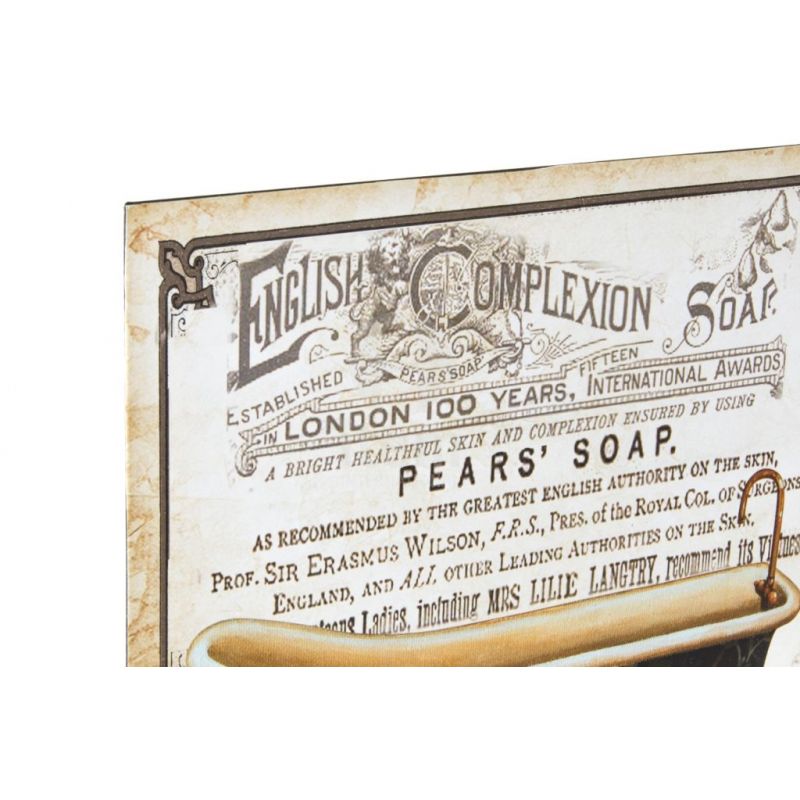 ENGLISH COMPLEXION SOAP.
PEARS SOAP
ESTABLISHED FIFTEEN
IN LONDON 100 YEARS, INTERNATIONAL AWARDS
A BRIGHT HEALTHFUL SKIN AND COMPLEXION ENSURED BY USING
PEARS' SOAP.
AS RECOMMENDED BY THE GREATEST ENGLISH AUTHORITY ON THE SKIN,
PROF. SIR ERASMUS WILSON, F.R.S., PRES. of the ROYAL COL. OF SURGEONS
ENGLAND, AND ALL OTHER LEADING AUTHORITIES ON THE SKIN.
Ladies, including MRS LILIE LANGTRY, recommend its virtues